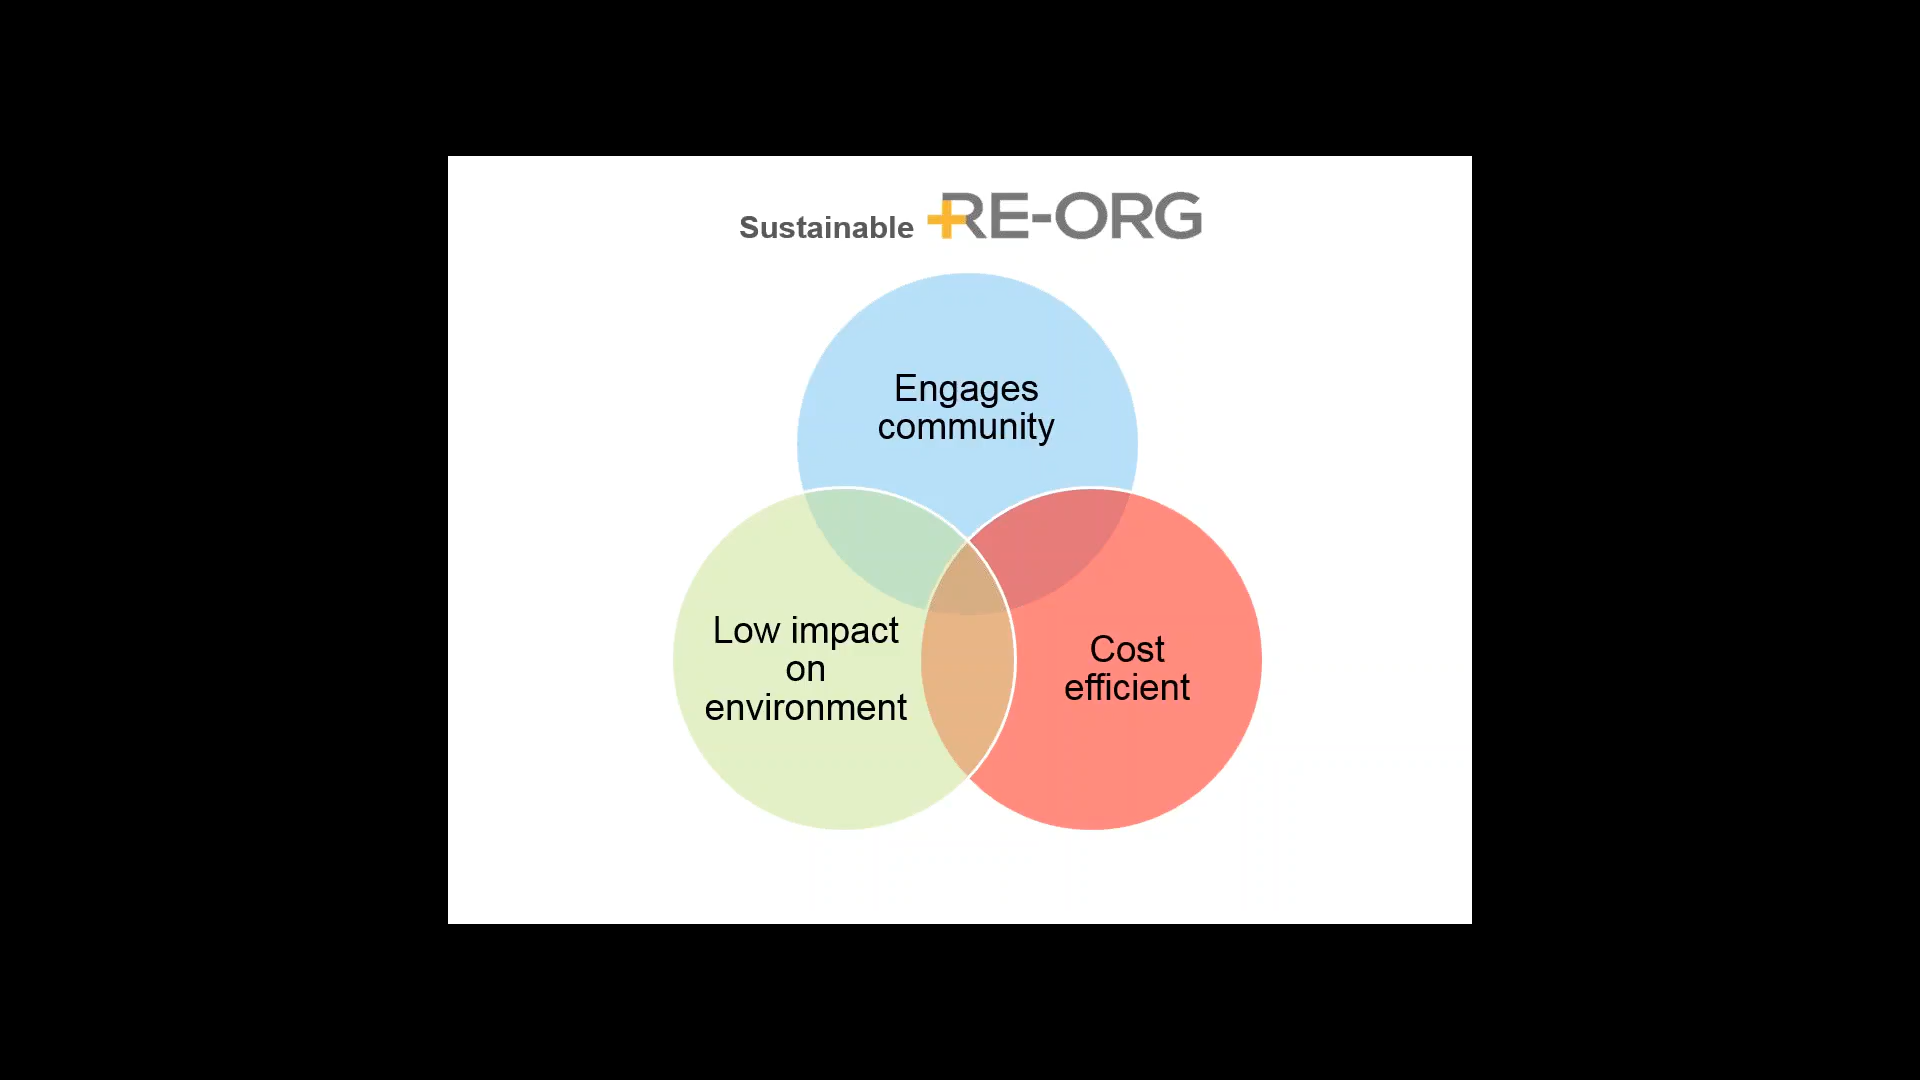 Sustainable +RE-ORG
Engages
community
Low impact
on
environment
Cost
efficient